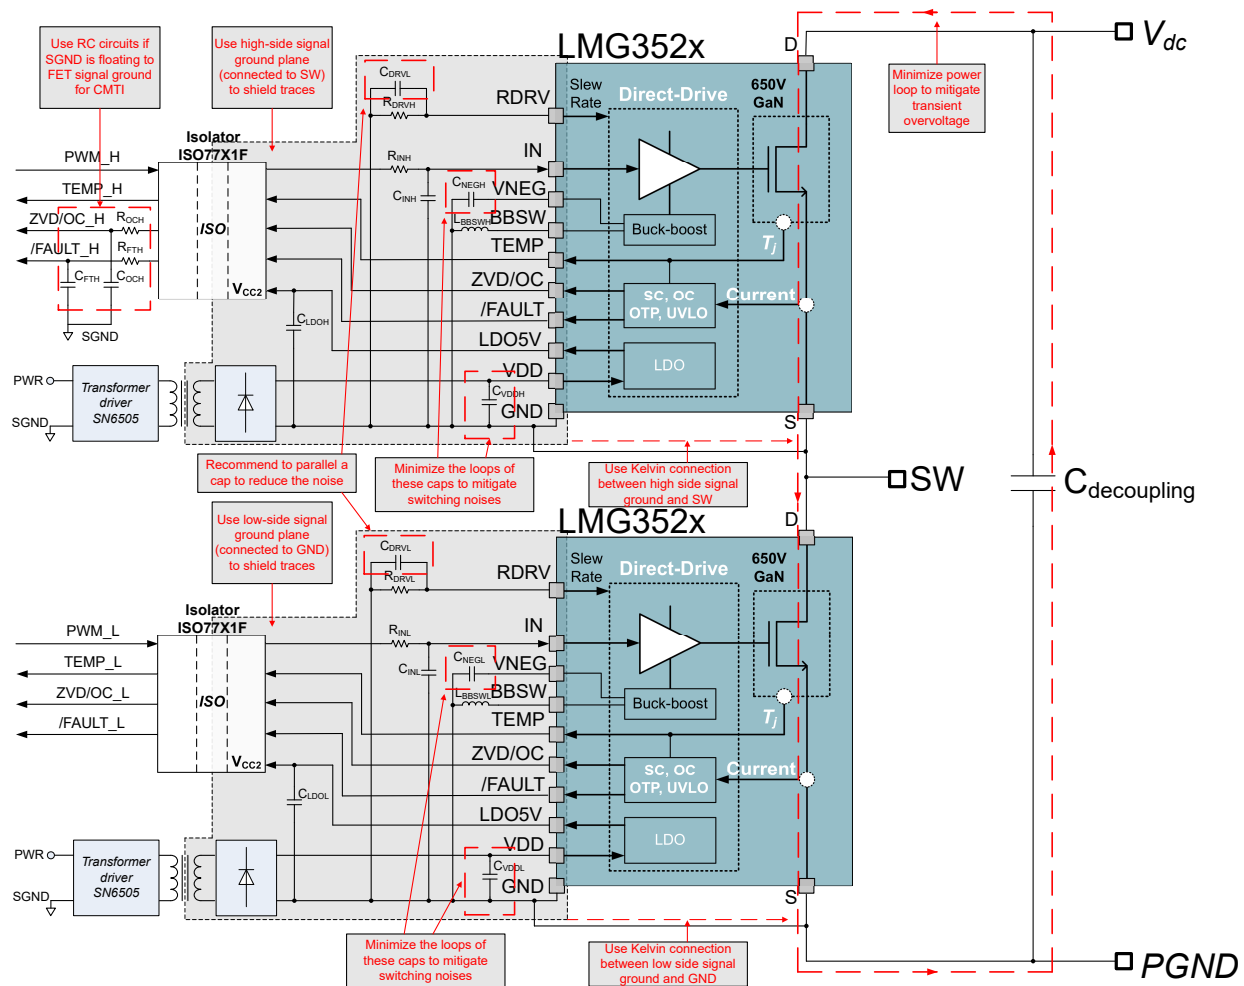 Use RC circuits if
SGND is floating to
FET signal ground
for CMTI
Use high-side signal
ground plane
(connected to SW)
to shield traces
LMG352x
D
Vdc
Minimize power
loop to mitigate
transient
overvoltage
CDRVL
RDRVH
RDRV
Slew
Rate
Direct-Drive
650V
GaN
Isolator
ISO77X1F
PWM_H
TEMP_H
ZVD/OC_H
/FAULT_H
ROCH
RFTH
CFTH
COCH
SGND
ISO
VCC2
RINH
CINH
CNEGH
LBBSWH
CLDOH
IN
VNEG
BBSW
TEMP
ZVD/OC
/FAULT
LDO5V
VDD
GND
Buck-boost
Tj
SC, OC
OTP, UVLO
Current
LDO
CVDDH
PWR
SGND
Transformer
driver
SN6505
S
Recommend to parallel a
cap to reduce the noise
Minimize the loops of
these caps to mitigate
switching noises
Use Kelvin connection
between high side signal
ground and SW
SW
Cdecoupling
Use low-side signal
ground plane
(connected to GND)
to shield traces
LMG352x
D
CDRVL
RDRVL
RDRV
Slew
Rate
Direct-Drive
650V
GaN
Isolator
ISO77X1F
PWM_L
TEMP_L
ZVD/OC_L
/FAULT_L
ISO
VCC2
RINL
CINL
CNEGL
LBBSWL
CLDOL
IN
VNEG
BBSW
TEMP
ZVD/OC
/FAULT
LDO5V
VDD
GND
Buck-boost
Tj
SC, OC
OTP, UVLO
Current
LDO
CVDDL
PWR
SGND
Transformer
driver
SN6505
S
Minimize the loops of
these caps to mitigate
switching noises
Use Kelvin connection
between low side signal
ground and GND
PGND